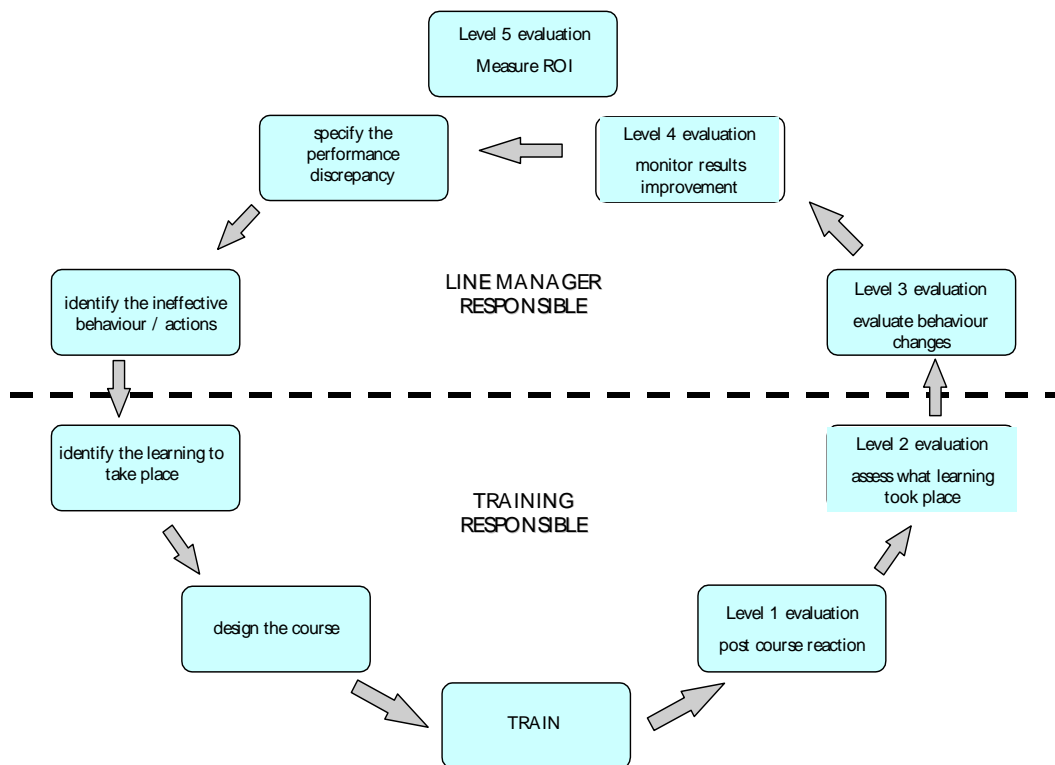 Level 5 evaluation
Measure ROI
specify the
performance
discrepancy
Level 4 evaluation
monitor results
improvement
identify the ineffective
behaviour / actions
LINE MANAGER
RESPONSIBLE
Level 3 evaluation
evaluate behaviour
changes
identify the learning to
take place
TRAINING
RESPONSIBLE
Level 2 evaluation
assess what learning
took place
design the course
Level 1 evaluation
post course reaction
TRAIN